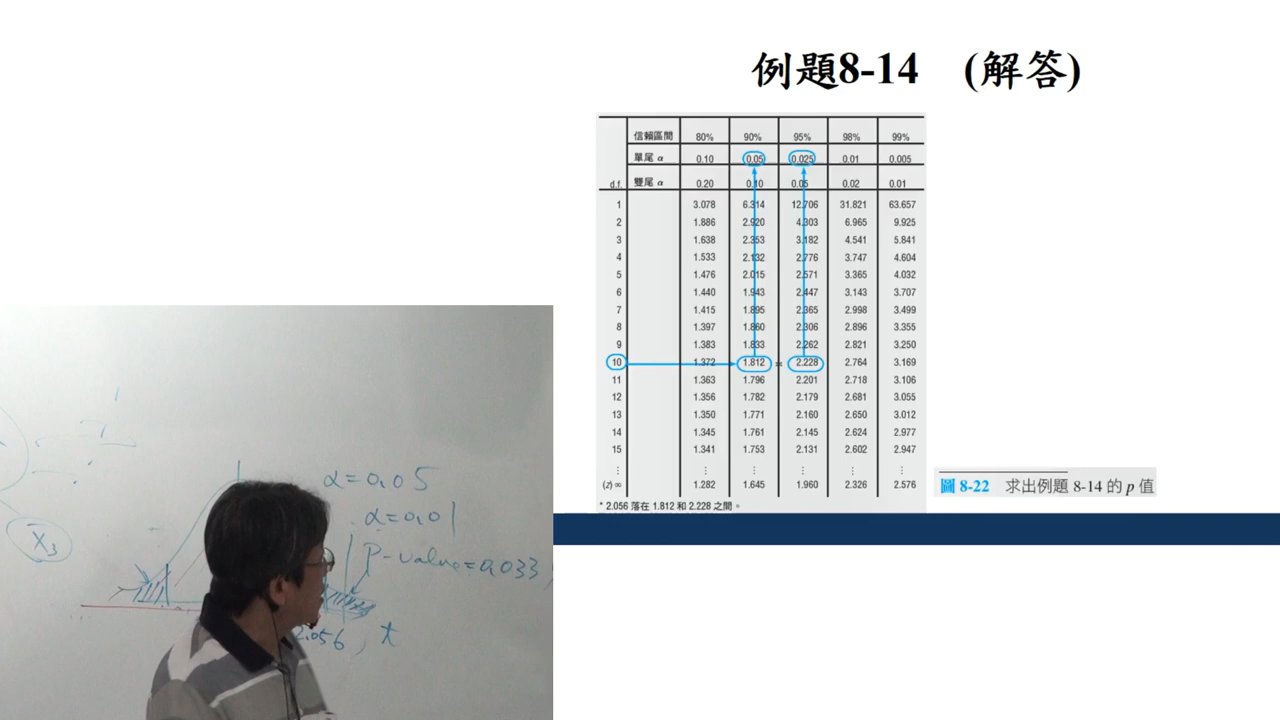 例題8-14 (解答)
信賴區間 80% 90% 95% 98% 99%
單尾 α 0.10 0.05 0.025 0.01 0.005
d.f. 雙尾 α 0.20 0.10 0.05 0.02 0.01
1 3.078 6.314 12.706 31.821 63.657
2 1.886 2.920 4.303 6.965 9.925
3 1.638 2.353 3.182 4.541 5.841
4 1.533 2.132 2.776 3.747 4.604
5 1.476 2.015 2.571 3.365 4.032
6 1.440 1.943 2.447 3.143 3.707
7 1.415 1.895 2.365 2.998 3.499
8 1.397 1.860 2.306 2.896 3.355
9 1.383 1.833 2.262 2.821 3.250
10 1.372 1.812 * 2.228 2.764 3.169
11 1.363 1.796 2.201 2.718 3.106
12 1.356 1.782 2.179 2.681 3.055
13 1.350 1.771 2.160 2.650 3.012
14 1.345 1.761 2.145 2.624 2.977
15 1.341 1.753 2.131 2.602 2.947
⋮ ⋮ ⋮ ⋮ ⋮ ⋮
(z) ∞ 1.282 1.645 1.960 2.326 2.576
* 2.056 落在 1.812 和 2.228 之間。
圖 8-22 求出例題 8-14 的 p 值
α=0.05
α=0.01
P-value=0.033
X̄3
2.056, t